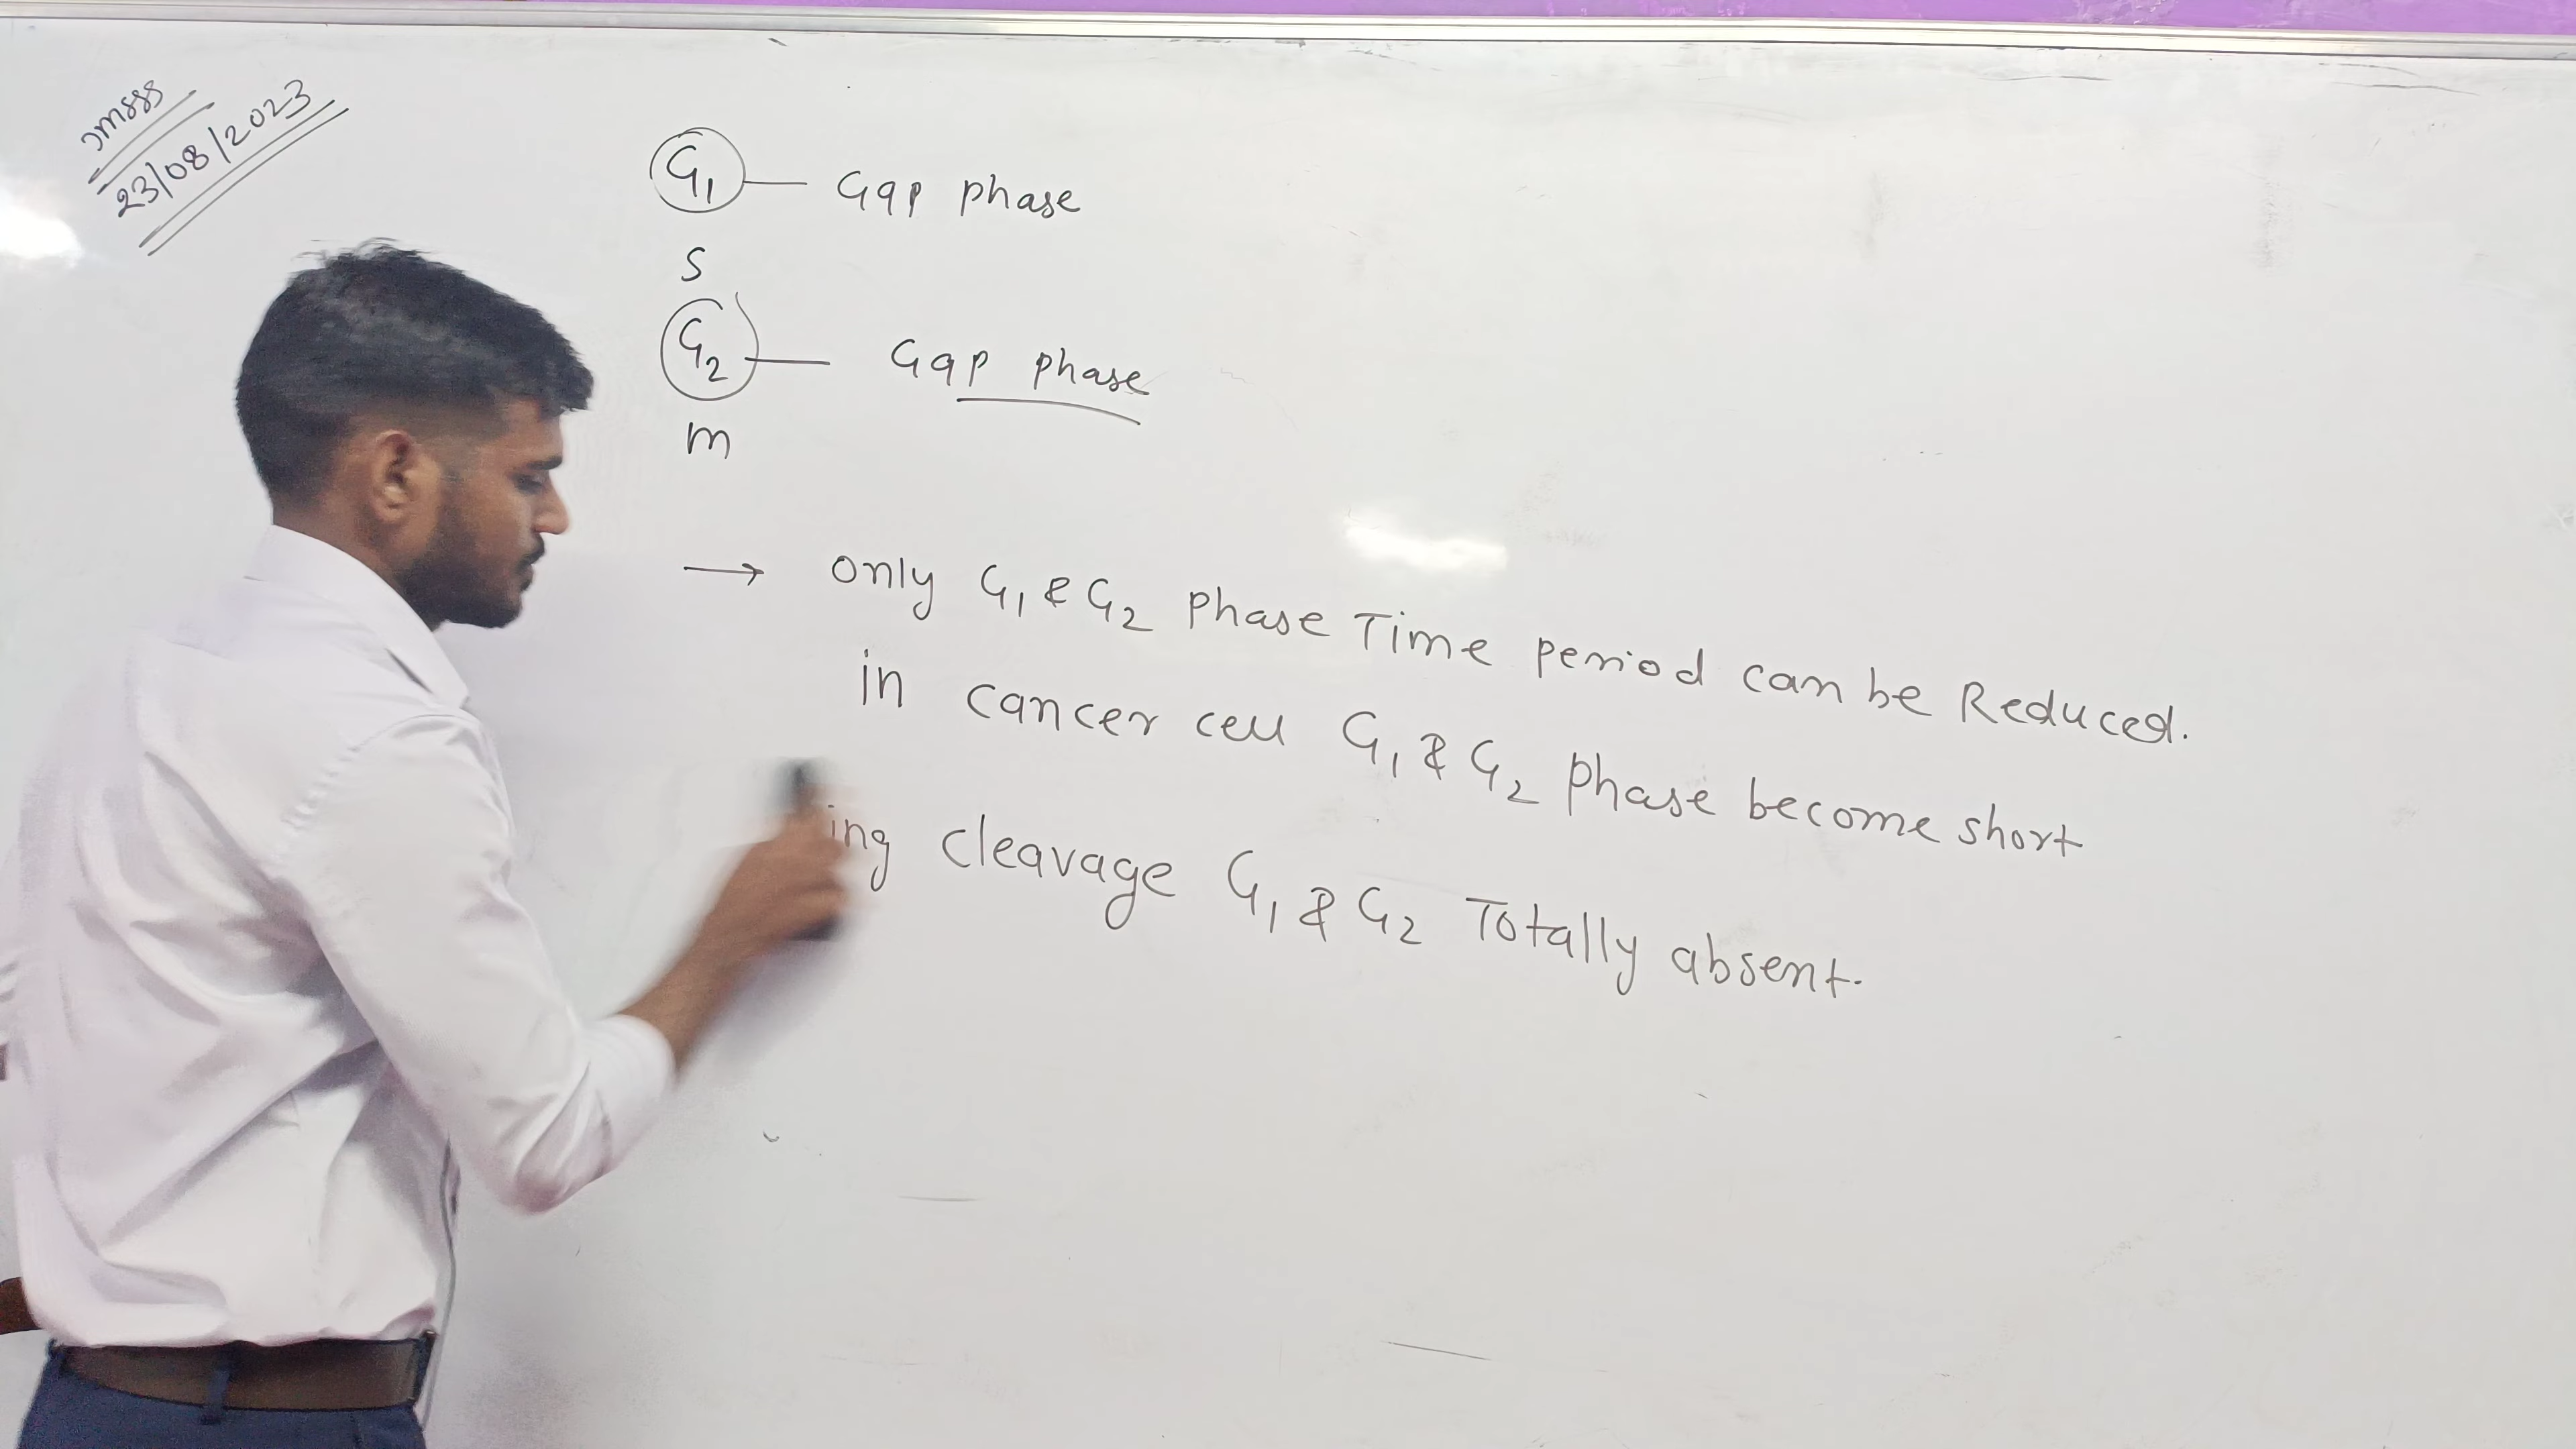 JMSSS
23/08/2023
G1 — Gap phase
S
G2 — Gap phase
M
→ only G1 & G2 phase Time period can be Reduced.
in cancer cell G1 & G2 phase become short
ing cleavage G1 & G2 Totally absent.